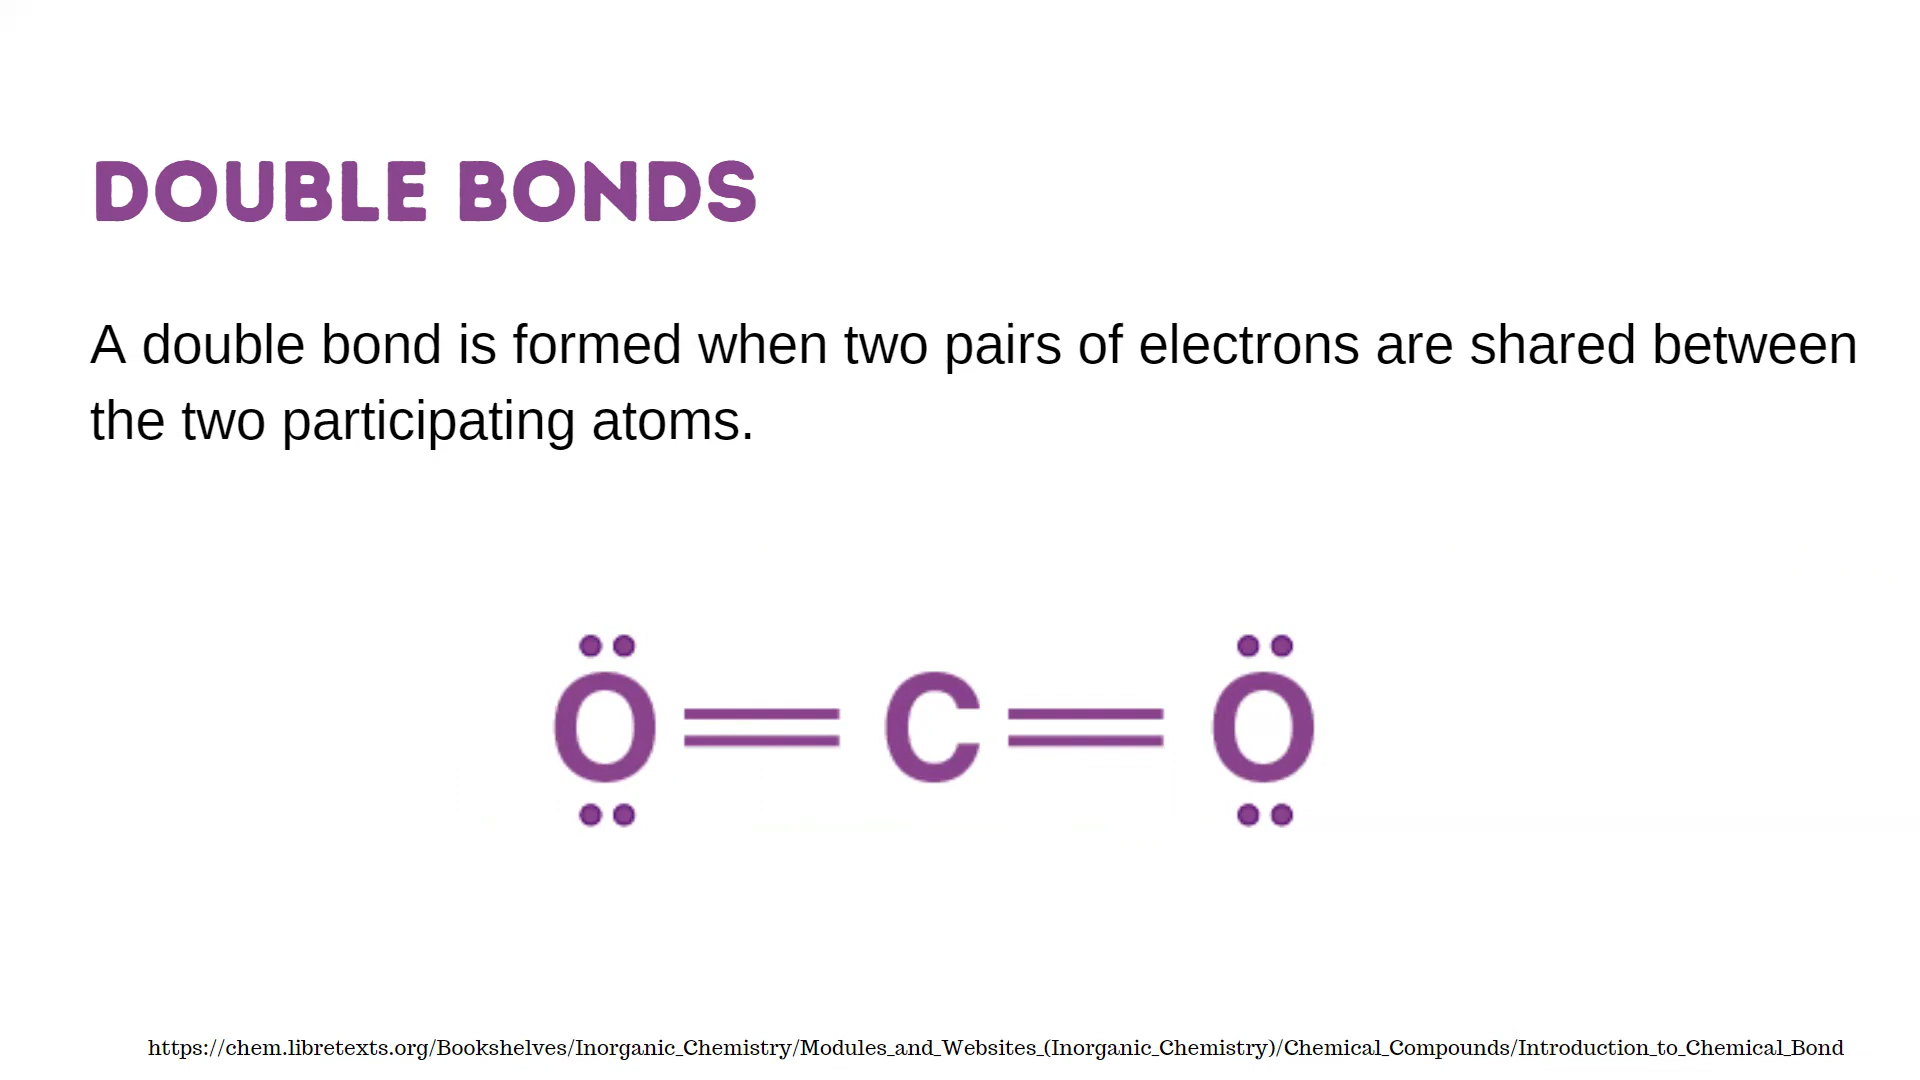 DOUBLE BONDS
A double bond is formed when two pairs of electrons are shared between
the two participating atoms.
O C O
https://chem.libretexts.org/Bookshelves/Inorganic_Chemistry/Modules_and_Websites_(Inorganic_Chemistry)/Chemical_Compounds/Introduction_to_Chemical_Bond